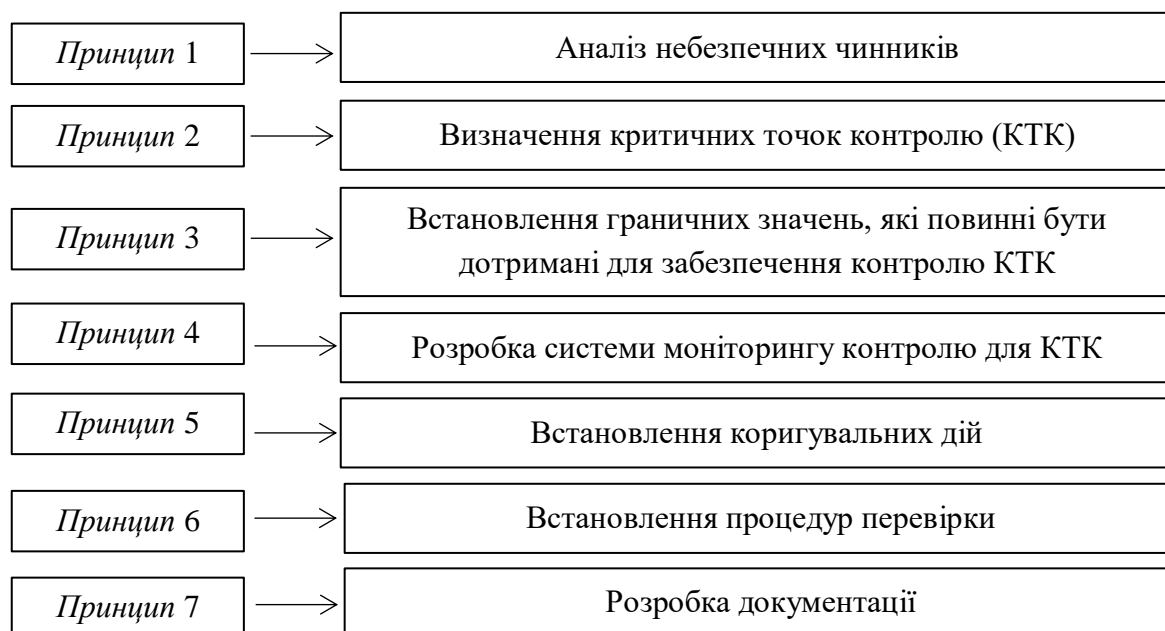 Принцип 1
Аналіз небезпечних чинників
Принцип 2
Визначення критичних точок контролю (КТК)
Принцип 3
Встановлення граничних значень, які повинні бути
дотримані для забезпечення контролю КТК
Принцип 4
Розробка системи моніторингу контролю для КТК
Принцип 5
Встановлення коригувальних дій
Принцип 6
Встановлення процедур перевірки
Принцип 7
Розробка документації